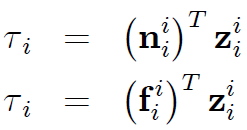 τ_i = (𝐧_i^i)^T 𝐳_i^i
τ_i = (𝐟_i^i)^T 𝐳_i^i